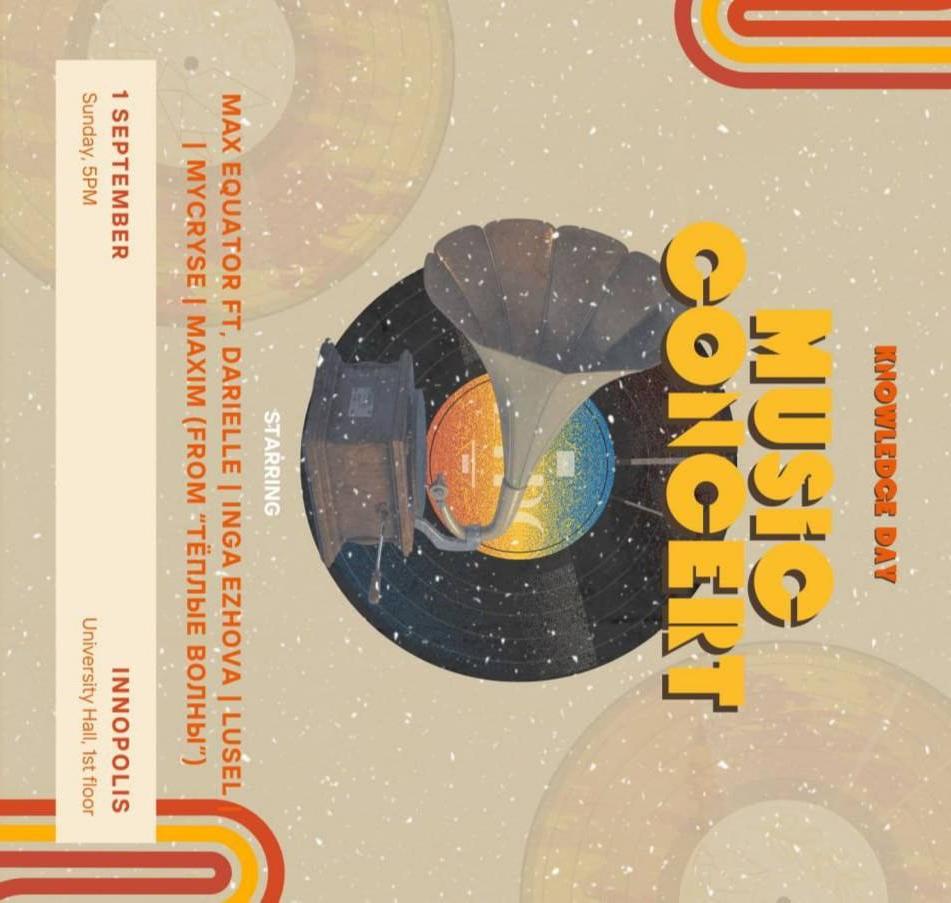 KNOWLEDGE DAY
MUSIC
CONCERT
STARRING
MAX EQUATOR FT, DARIELLE | INGA EZHOVA | LUSEL |
| MYCRYSE | MAXIM (FROM "ТЁПЛЫЕ ВОЛНЫ")
1 SEPTEMBER
Sunday, 5PM
INNOPOLIS
University Hall, 1st floor